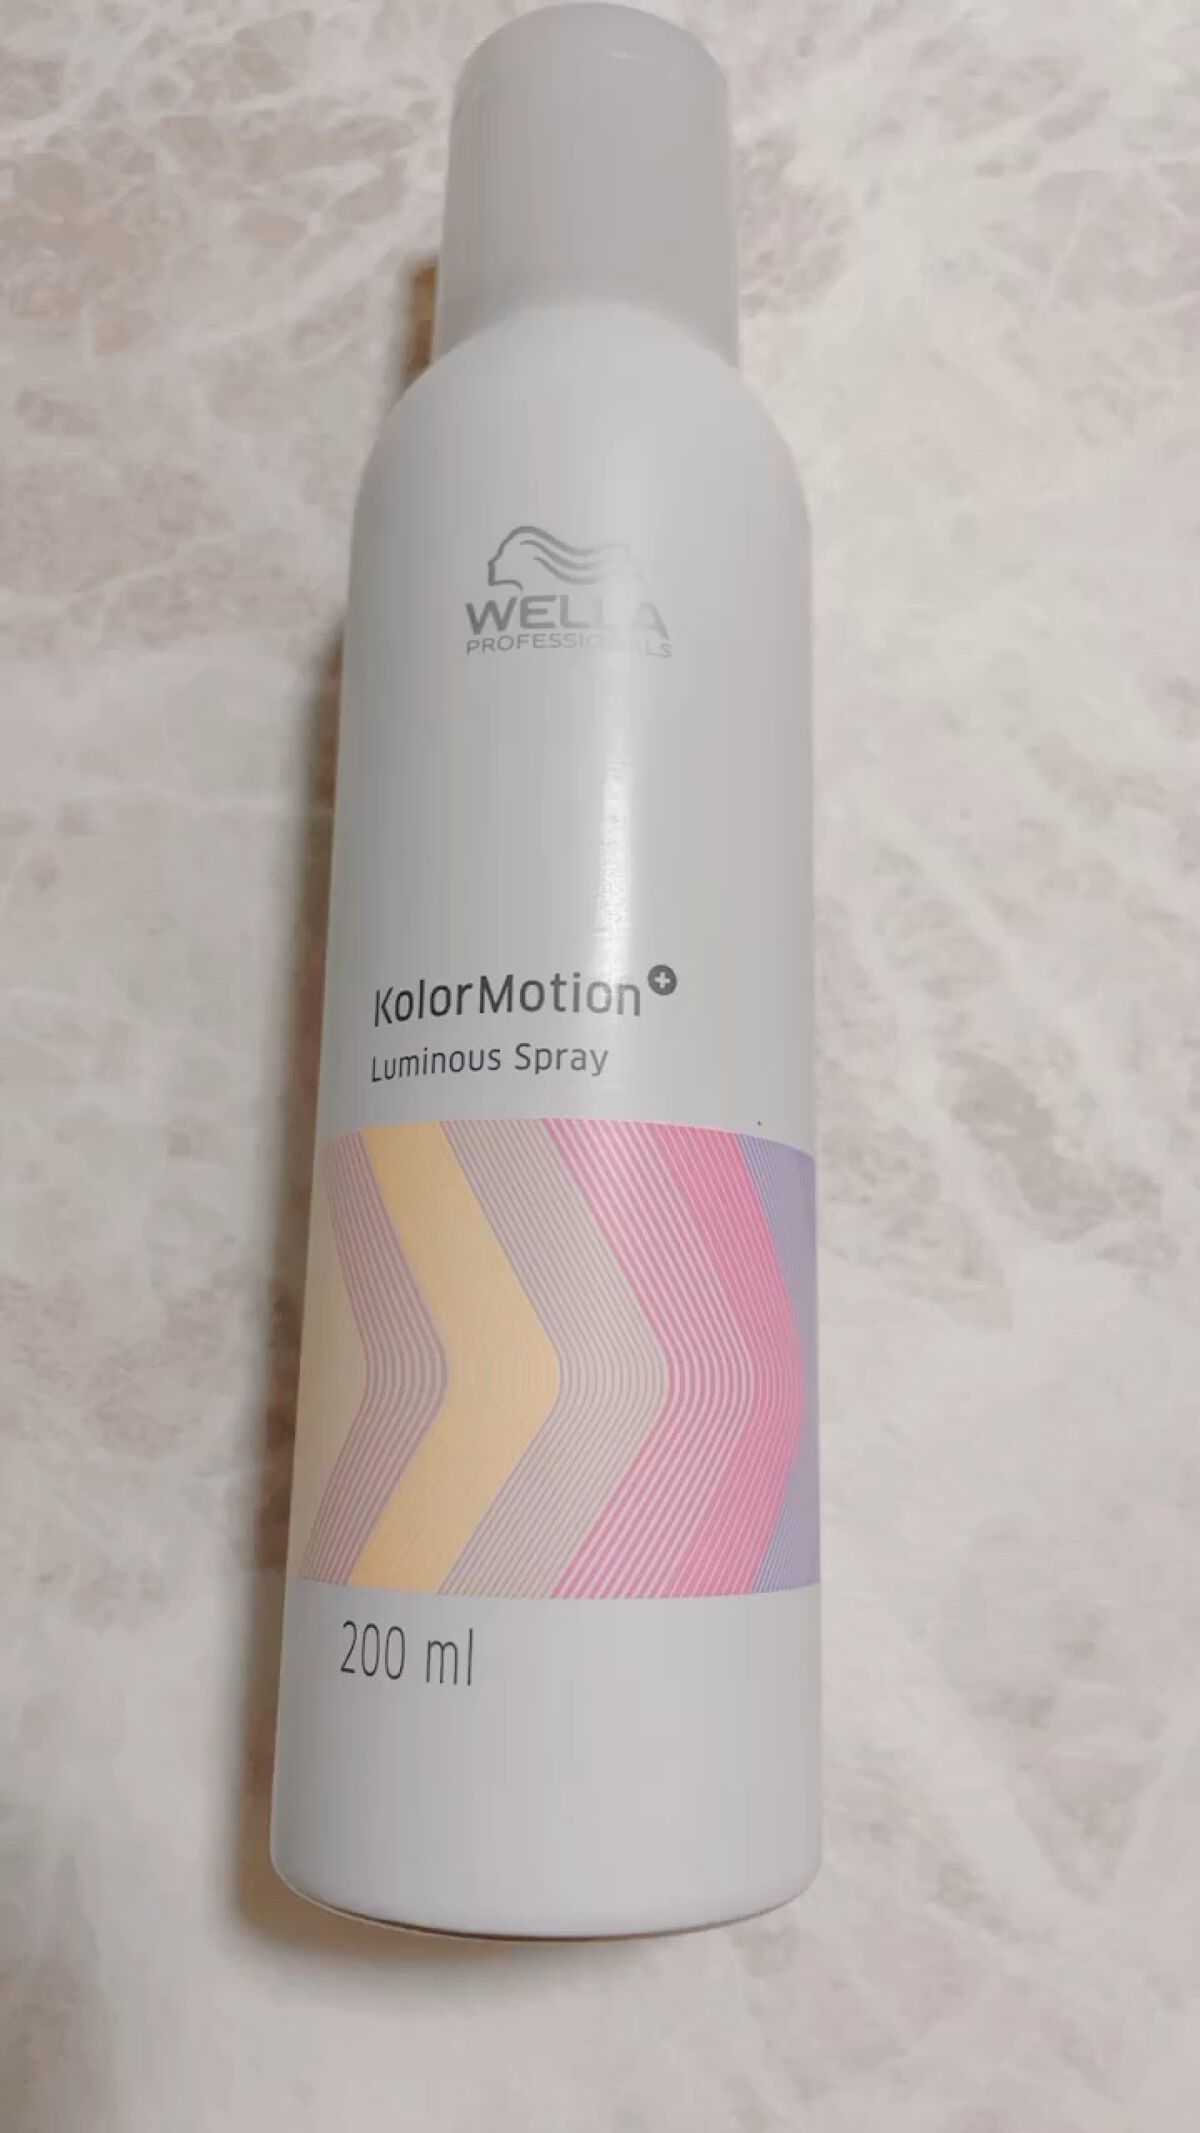 WELLA
PROFESSIONALS
KolorMotion+
Luminous Spray
200 ml